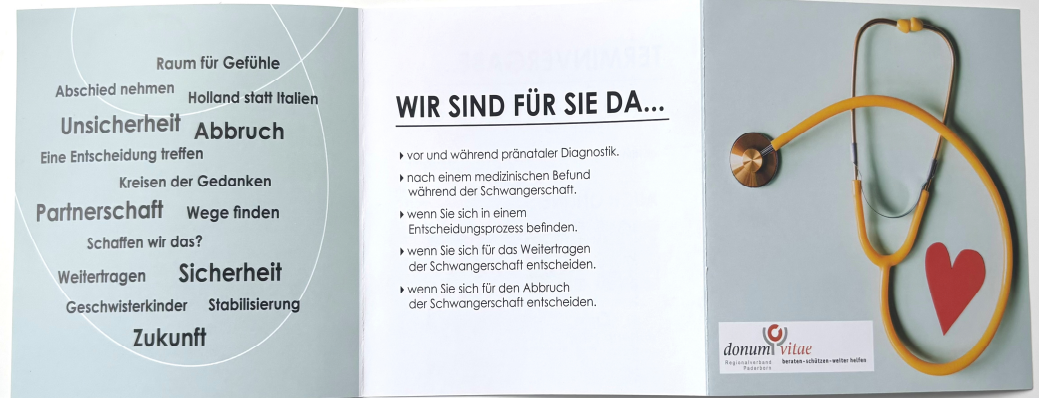 Raum für Gefühle
Abschied nehmen
Holland statt Italien
Unsicherheit
Abbruch
Eine Entscheidung treffen
Kreisen der Gedanken
Partnerschaft
Wege finden
Schaffen wir das?
Weitertragen
Sicherheit
Geschwisterkinder
Stabilisierung
Zukunft
WIR SIND FÜR SIE DA...
vor und während pränataler Diagnostik.
nach einem medizinischen Befund
während der Schwangerschaft.
wenn Sie sich in einem
Entscheidungsprozess befinden.
wenn Sie sich für das Weitertragen
der Schwangerschaft entscheiden.
wenn Sie sich für den Abbruch
der Schwangerschaft entscheiden.
donum vitae
Regionalverband
Paderborn
beraten-schützen-weiter helfen